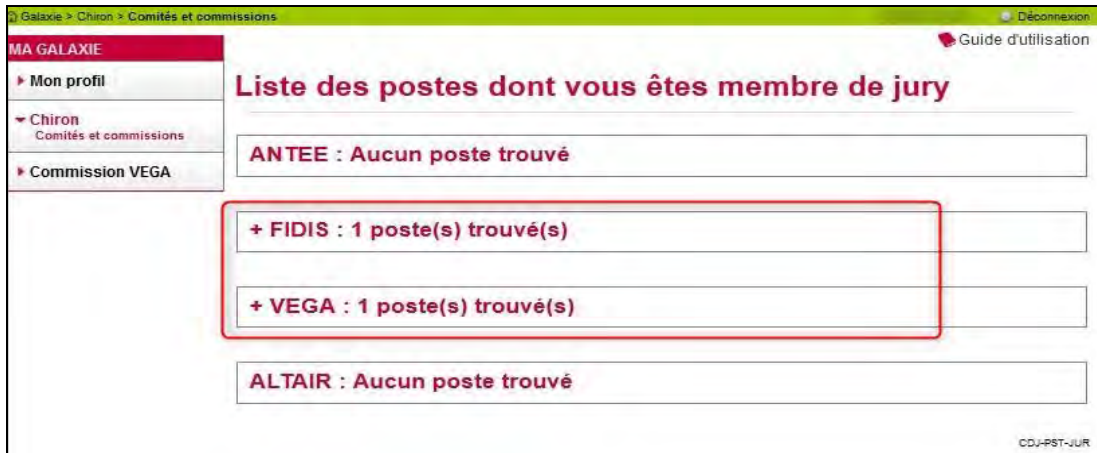 Galaxie > Chiron > Comités et commissions
Déconnexion
Guide d'utilisation
MA GALAXIE
Mon profil
Chiron
Comités et commissions
Commission VEGA
Liste des postes dont vous êtes membre de jury
ANTEE : Aucun poste trouvé
+ FIDIS : 1 poste(s) trouvé(s)
+ VEGA : 1 poste(s) trouvé(s)
ALTAIR : Aucun poste trouvé
CDJ-PST-JUR